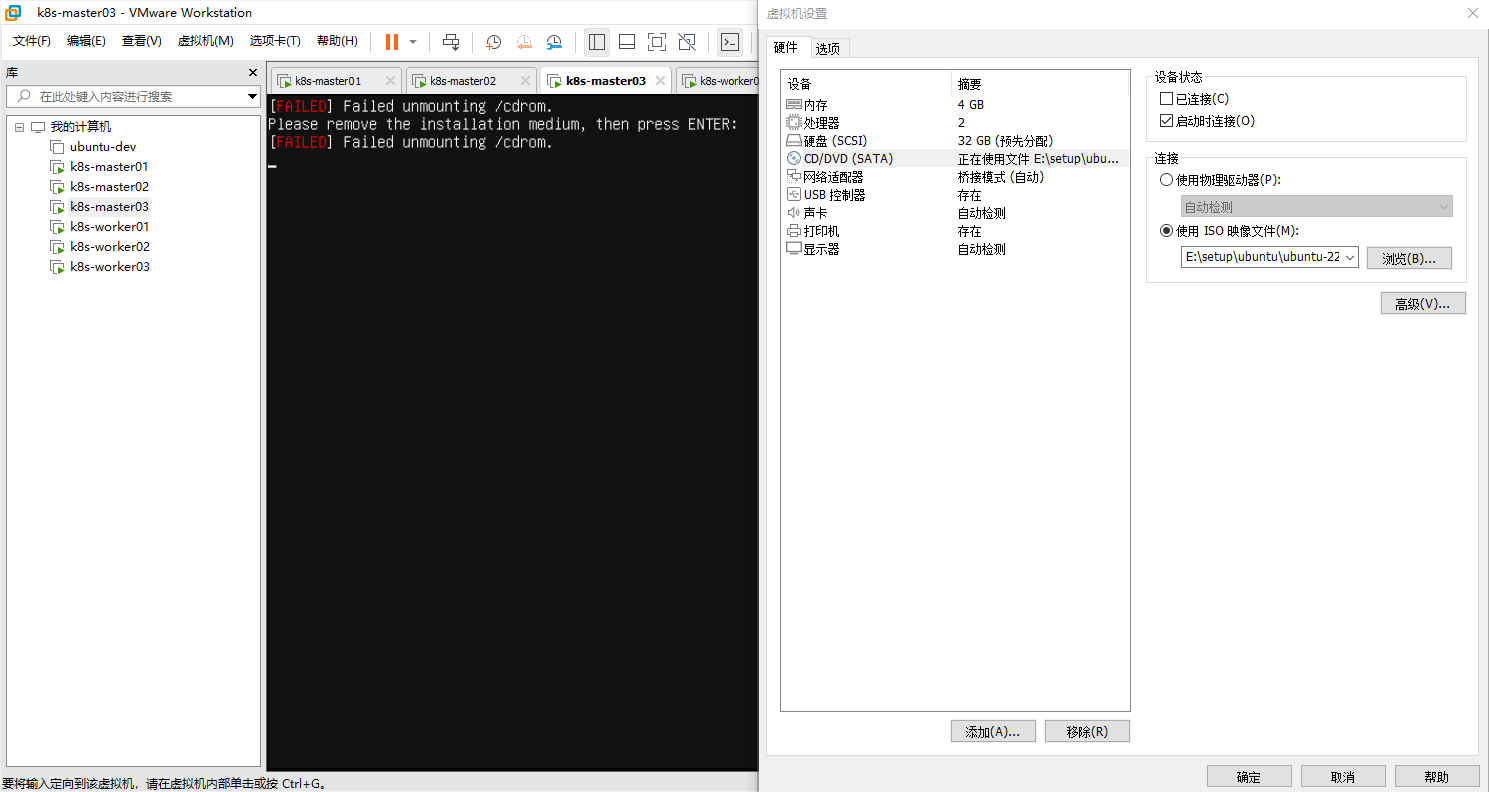 k8s-master03 - VMware Workstation
文件(F) 编辑(E) 查看(V) 虚拟机(M) 选项卡(T) 帮助(H)
库
在此处键入内容进行搜索
我的计算机
ubuntu-dev
k8s-master01
k8s-master02
k8s-master03
k8s-worker01
k8s-worker02
k8s-worker03
k8s-master01 k8s-master02 k8s-master03 k8s-worker0
[FAILED] Failed unmounting /cdrom.
Please remove the installation medium, then press ENTER:
[FAILED] Failed unmounting /cdrom.
要将输入定向到该虚拟机，请在虚拟机内部单击或按 Ctrl+G。
虚拟机设置
硬件 选项
设备 摘要
内存 4 GB
处理器 2
硬盘 (SCSI) 32 GB (预先分配)
CD/DVD (SATA) 正在使用文件 E:\setup\ubu...
网络适配器 桥接模式 (自动)
USB 控制器 存在
声卡 自动检测
打印机 存在
显示器 自动检测
添加(A)... 移除(R)
设备状态
已连接(C)
启动时连接(O)
连接
使用物理驱动器(P):
自动检测
使用 ISO 映像文件(M):
E:\setup\ubuntu\ubuntu-22 浏览(B)...
高级(V)...
确定 取消 帮助